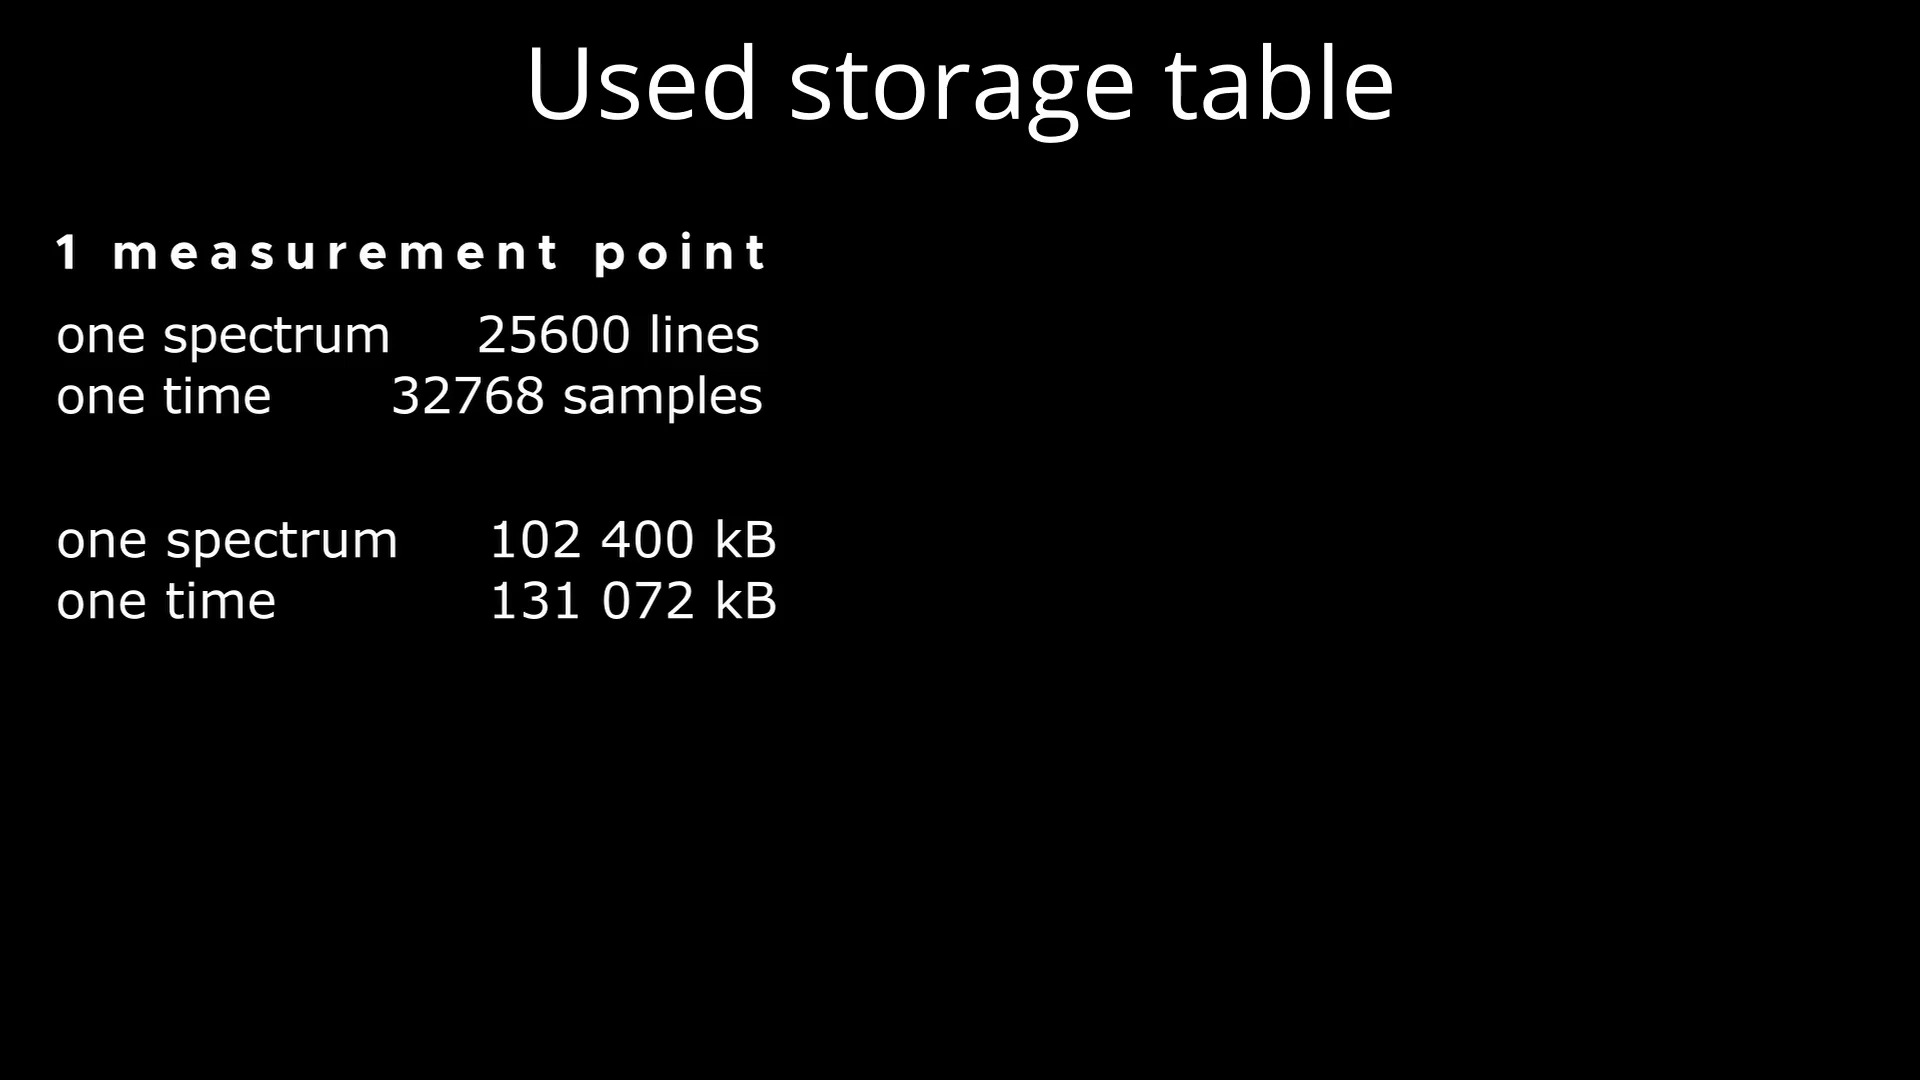 Used storage table
1 measurement point
one spectrum 25600 lines
one time 32768 samples
one spectrum 102 400 kB
one time 131 072 kB